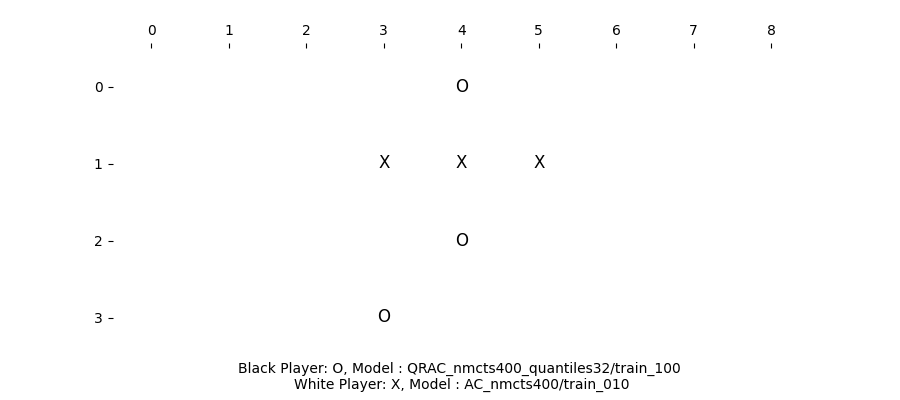 0 1 2 3 4 5 6 7 8
0 O
1 X X X
2 O
3 O
Black Player: O, Model : QRAC_nmcts400_quantiles32/train_100
White Player: X, Model : AC_nmcts400/train_010